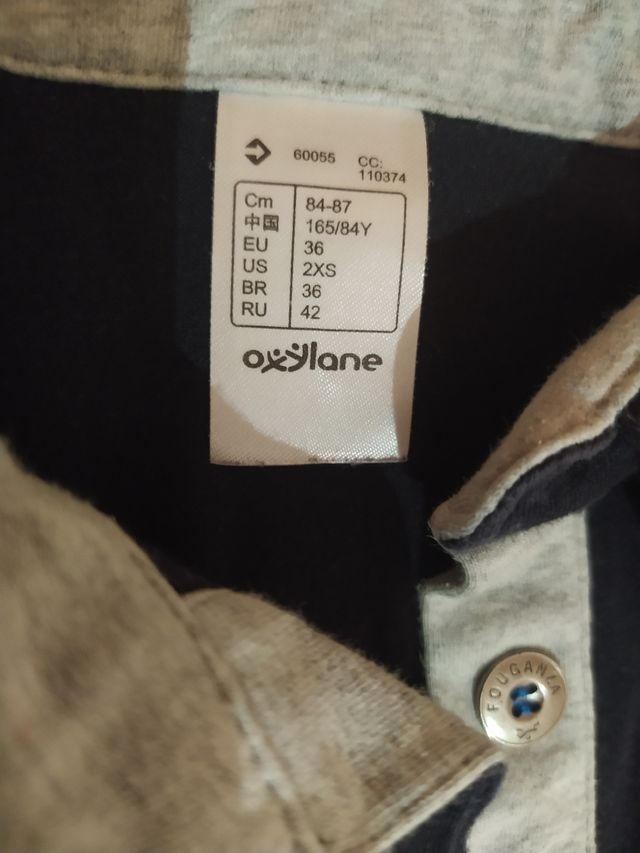 60055 CC:
110374
Cm 84-87
中国 165/84Y
EU 36
US 2XS
BR 36
RU 42
oxylane
FOUGANZA